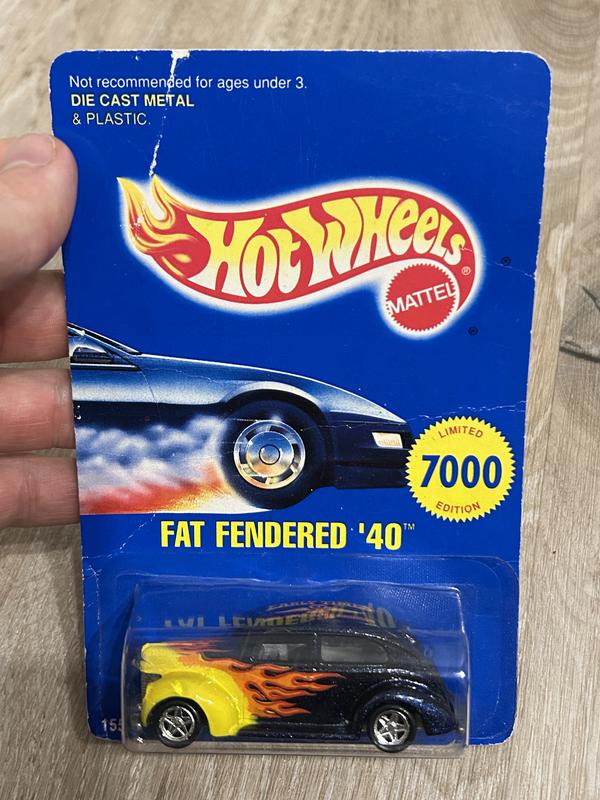 Not recommended for ages under 3.
DIE CAST METAL
& PLASTIC.
Hot Wheels®
MATTEL
®
®
LIMITED
7000
EDITION
FAT FENDERED '40™